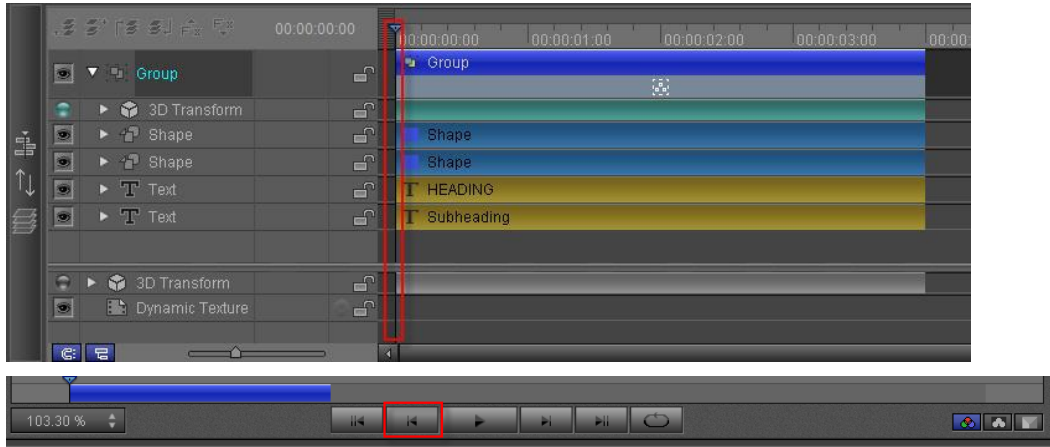 00:00:00:00
00:00:00:00 00:00:01:00 00:00:02:00 00:00:03:00 00:00
Group Group
3D Transform
Shape Shape
Shape Shape
T Text T HEADING
T Text T Subheading
3D Transform
Dynamic Texture
103.30 %